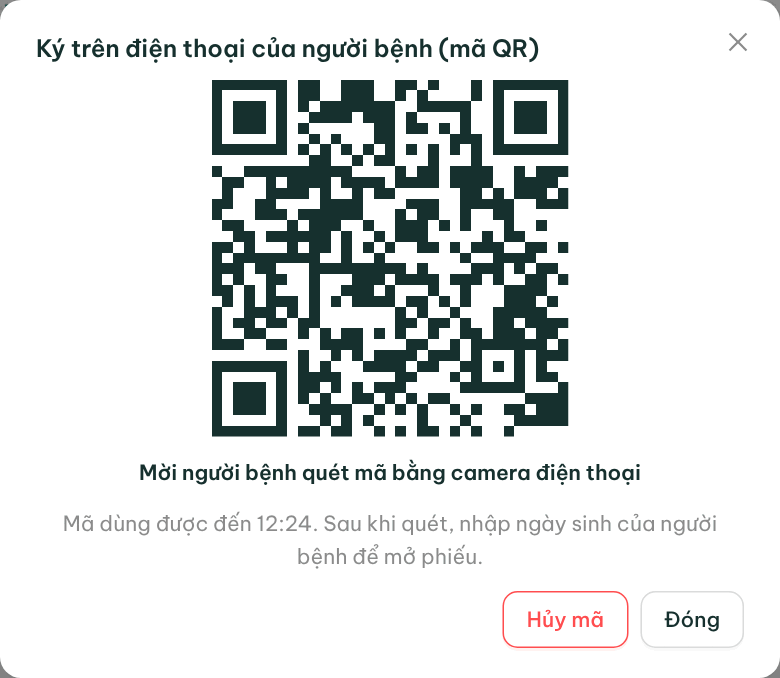 Ký trên điện thoại của người bệnh (mã QR)
Mời người bệnh quét mã bằng camera điện thoại
Mã dùng được đến 12:24. Sau khi quét, nhập ngày sinh của người
bệnh để mở phiếu.
Hủy mã
Đóng